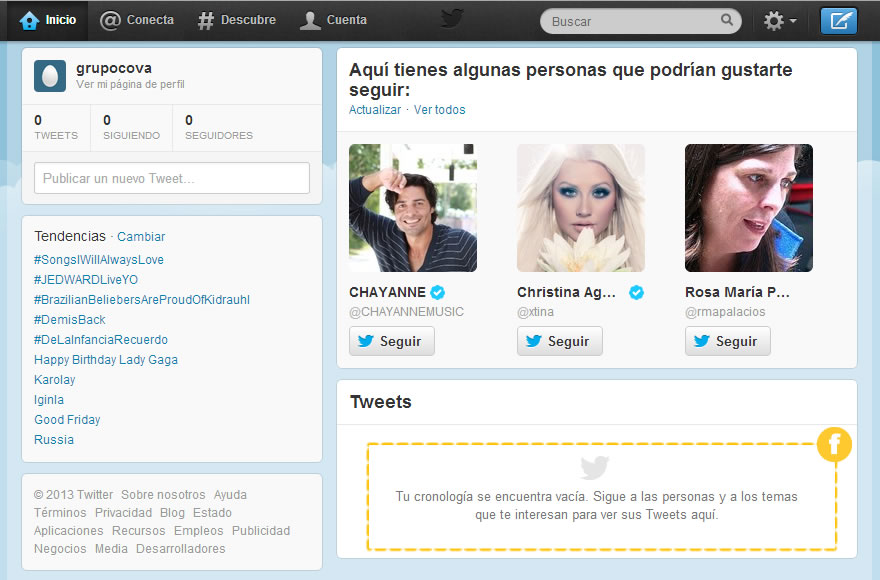 Inicio
Conecta
Descubre
Cuenta
Buscar
grupocova
Ver mi página de perfil
0
TWEETS
0
SIGUIENDO
0
SEGUIDORES
Publicar un nuevo Tweet...
Tendencias · Cambiar
#SongsIWillAlwaysLove
#JEDWARDLiveYO
#BrazilianBeliebersAreProudOfKidrauhl
#DemisBack
#DeLaInfanciaRecuerdo
Happy Birthday Lady Gaga
Karolay
Iginla
Good Friday
Russia
© 2013 Twitter Sobre nosotros Ayuda
Términos Privacidad Blog Estado
Aplicaciones Recursos Empleos Publicidad
Negocios Media Desarrolladores
Aquí tienes algunas personas que podrían gustarte
seguir:
Actualizar · Ver todos
CHAYANNE
@CHAYANNEMUSIC
Seguir
Christina Ag...
@xtina
Seguir
Rosa María P...
@rmapalacios
Seguir
Tweets
f
Tu cronología se encuentra vacía. Sigue a las personas y a los temas
que te interesan para ver sus Tweets aquí.